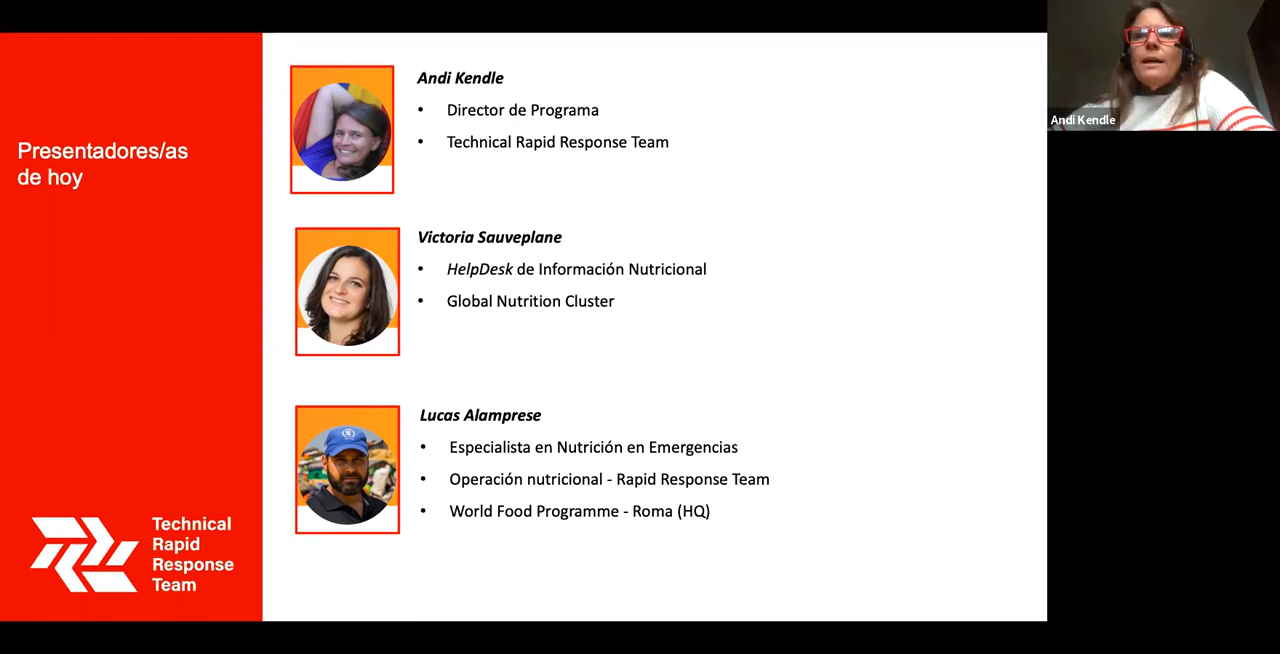 Presentadores/as
de hoy
Andi Kendle
• Director de Programa
• Technical Rapid Response Team
Victoria Sauveplane
• HelpDesk de Información Nutricional
• Global Nutrition Cluster
Lucas Alamprese
• Especialista en Nutrición en Emergencias
• Operación nutricional - Rapid Response Team
• World Food Programme - Roma (HQ)
Technical
Rapid
Response
Team
Andi Kendle